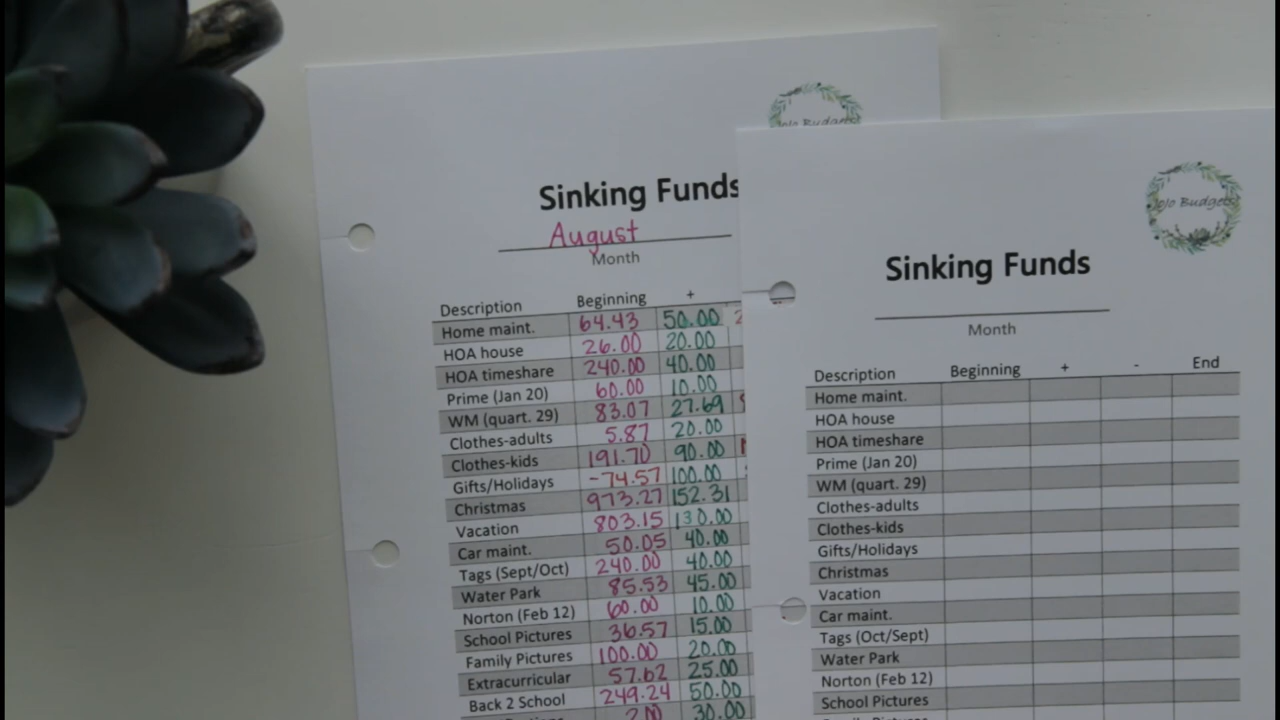 JoJo Budgets
Sinking Funds
August
Month
Description Beginning +
Home maint. 64.43 50.00
HOA house 26.00 20.00
HOA timeshare 240.00 40.00
Prime (Jan 20) 60.00 10.00
WM (quart. 29) 83.07 27.69
Clothes-adults 5.87 20.00
Clothes-kids 191.70 90.00
Gifts/Holidays -74.57 100.00
Christmas 973.27 152.31
Vacation 803.15 130.00
Car maint. 50.05 40.00
Tags (Sept/Oct) 240.00 40.00
Water Park 85.53 45.00
Norton (Feb 12) 60.00 10.00
School Pictures 36.57 15.00
Family Pictures 100.00 20.00
Extracurricular 57.62 25.00
Back 2 School 249.24 50.00
2.00 30.00
JoJo Budgets
Sinking Funds
Month
Description Beginning + - End
Home maint.
HOA house
HOA timeshare
Prime (Jan 20)
WM (quart. 29)
Clothes-adults
Clothes-kids
Gifts/Holidays
Christmas
Vacation
Car maint.
Tags (Oct/Sept)
Water Park
Norton (Feb 12)
School Pictures